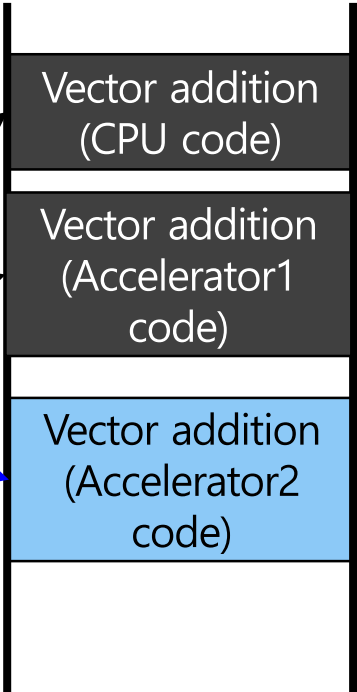 Vector addition
(CPU code)
Vector addition
(Accelerator1
code)
Vector addition
(Accelerator2
code)